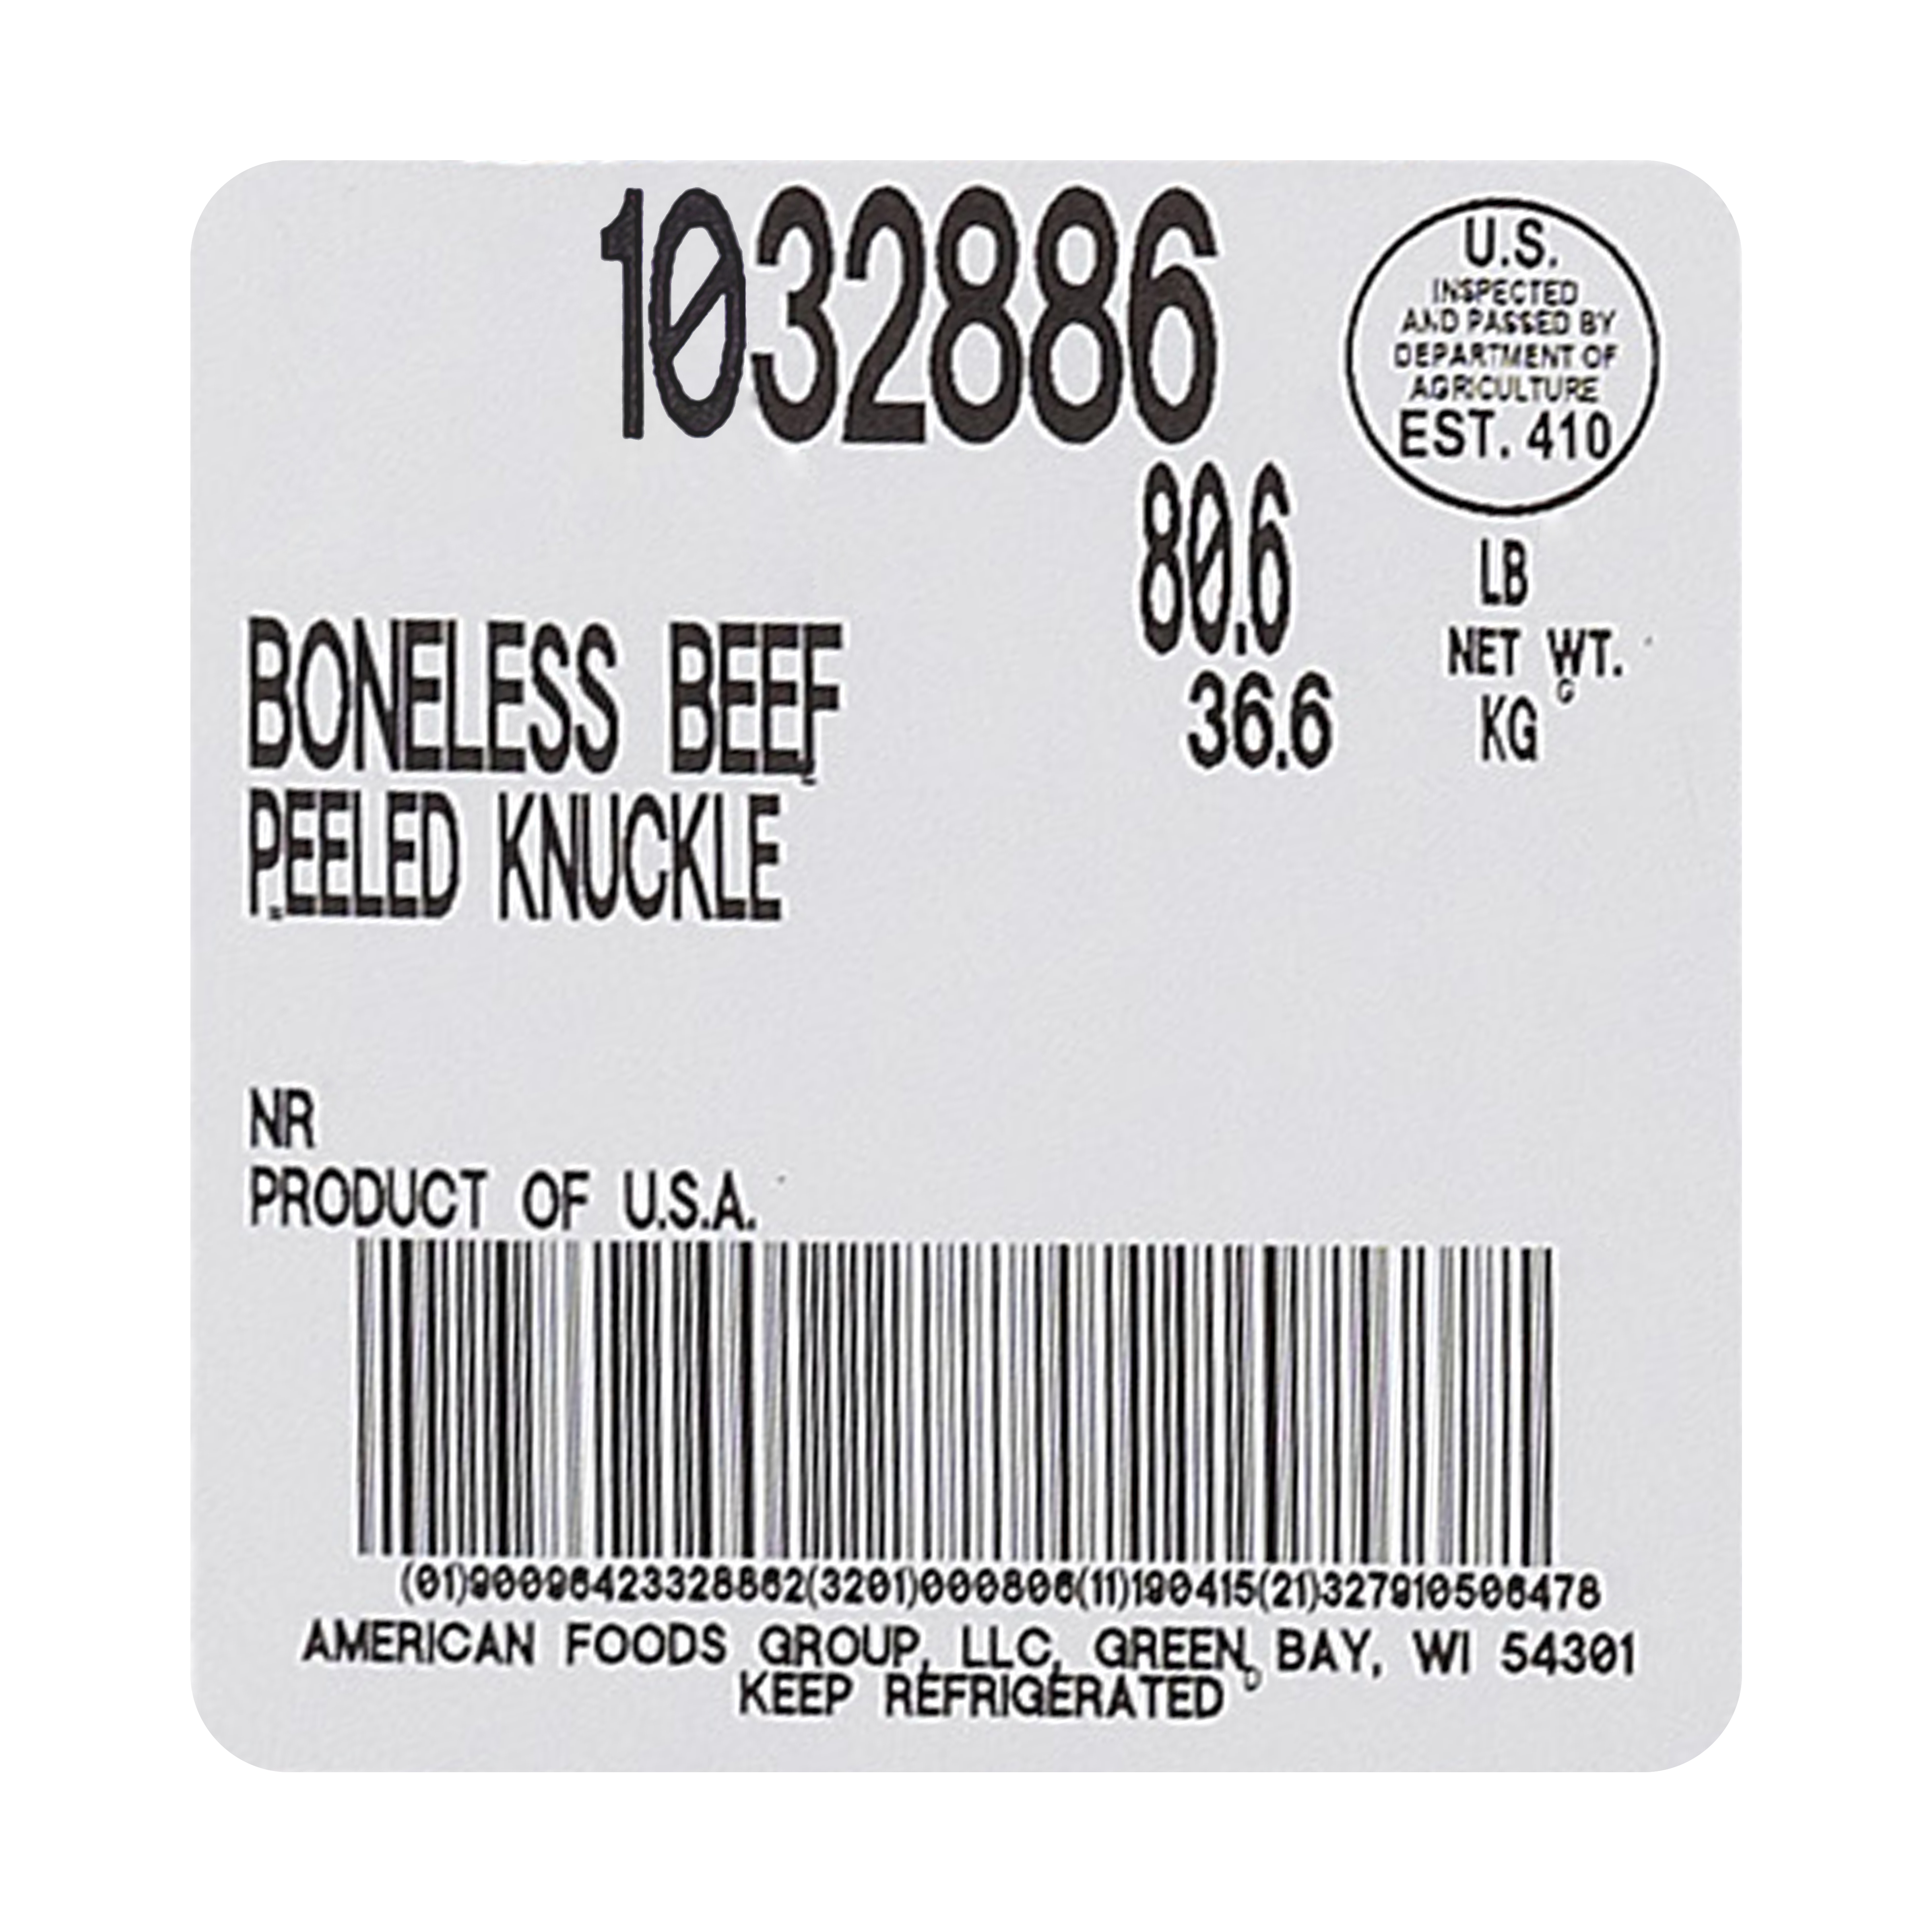 1032886
U.S.
INSPECTED
AND PASSED BY
DEPARTMENT OF
AGRICULTURE
EST. 410
80.6 LB
NET WT.
36.6 KG
BONELESS BEEF
PEELED KNUCKLE
NR
PRODUCT OF U.S.A.
(01)90096423328862(3201)000806(11)190415(21)327910506478
AMERICAN FOODS GROUP, LLC, GREEN BAY, WI 54301
KEEP REFRIGERATED